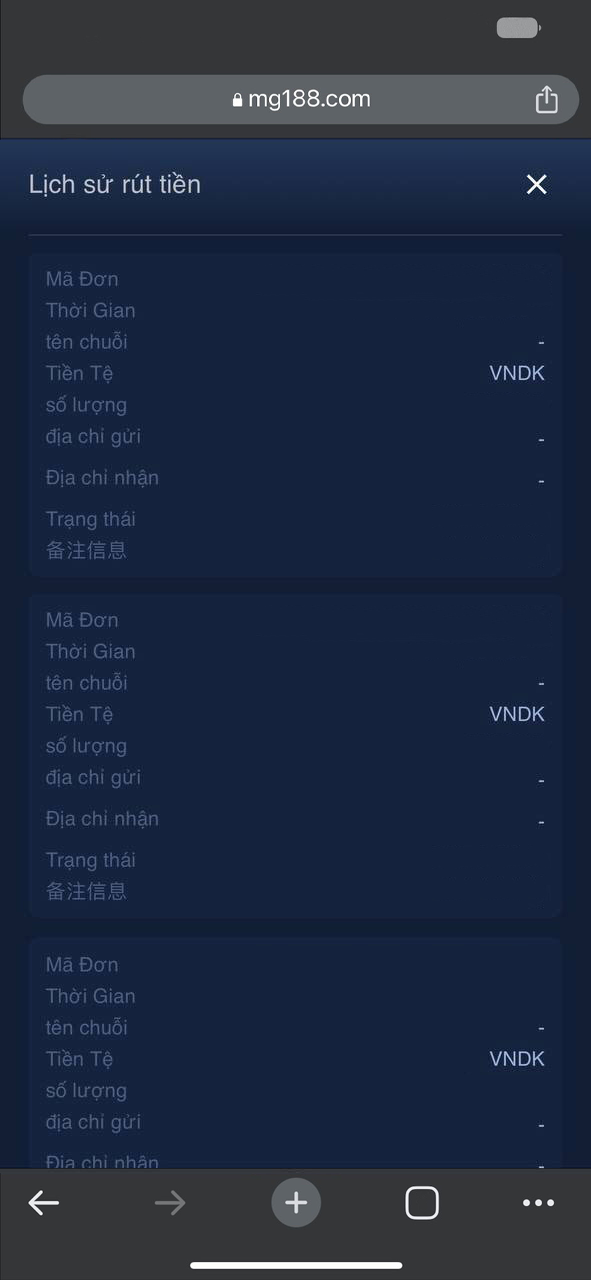 mg188.com
Lịch sử rút tiền
Mã Đơn
Thời Gian
tên chuỗi -
Tiền Tệ VNDK
số lượng
địa chỉ gửi -
Địa chỉ nhận -
Trạng thái
备注信息
Mã Đơn
Thời Gian
tên chuỗi -
Tiền Tệ VNDK
số lượng
địa chỉ gửi -
Địa chỉ nhận -
Trạng thái
备注信息
Mã Đơn
Thời Gian
tên chuỗi -
Tiền Tệ VNDK
số lượng
địa chỉ gửi -
Địa chỉ nhận -